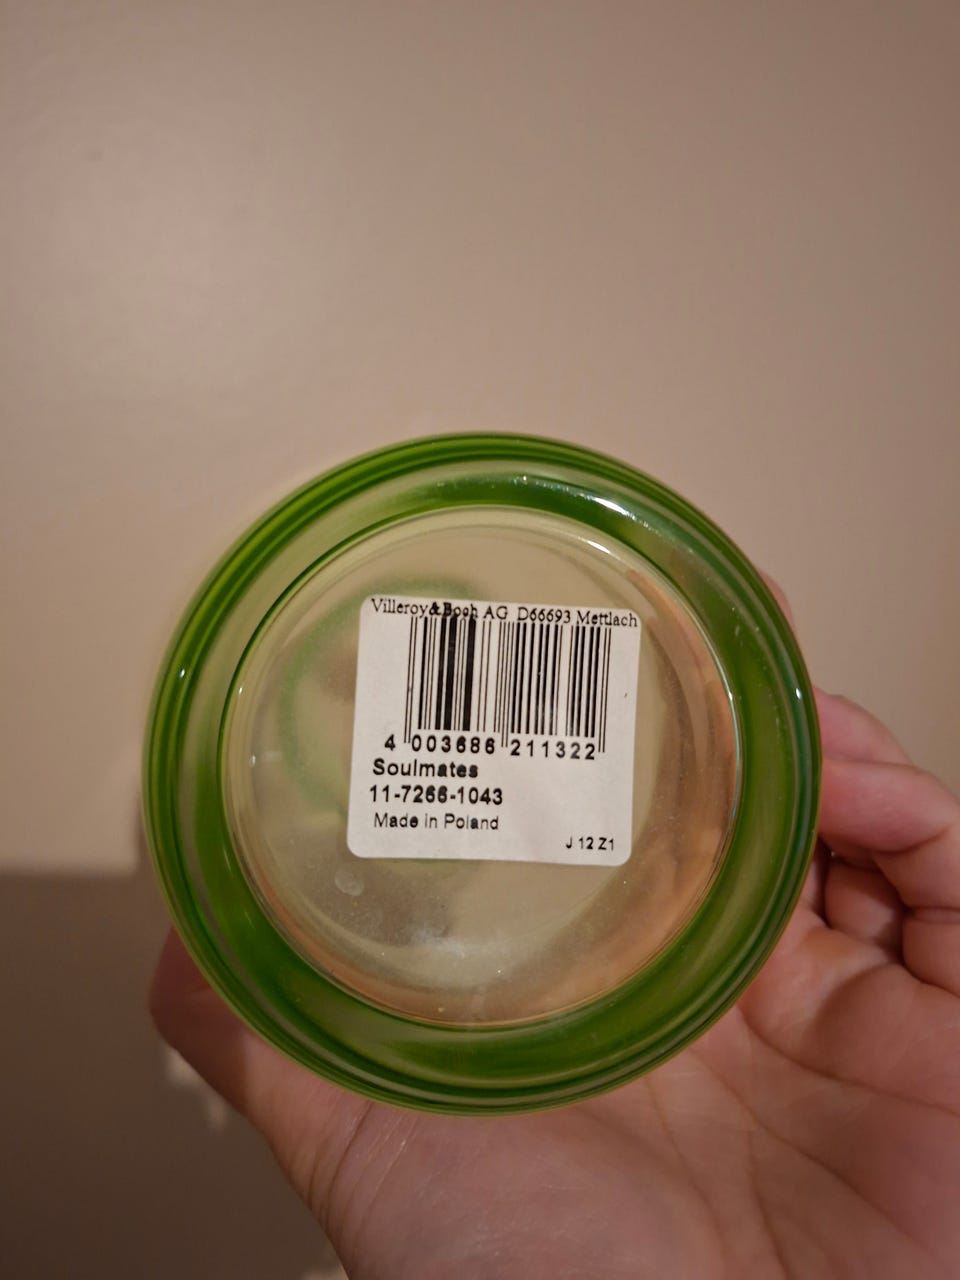 Villeroy&Boch AG D66693 Mettlach
4 003686 211322
Soulmates
11-7266-1043
Made in Poland
J 12 Z1